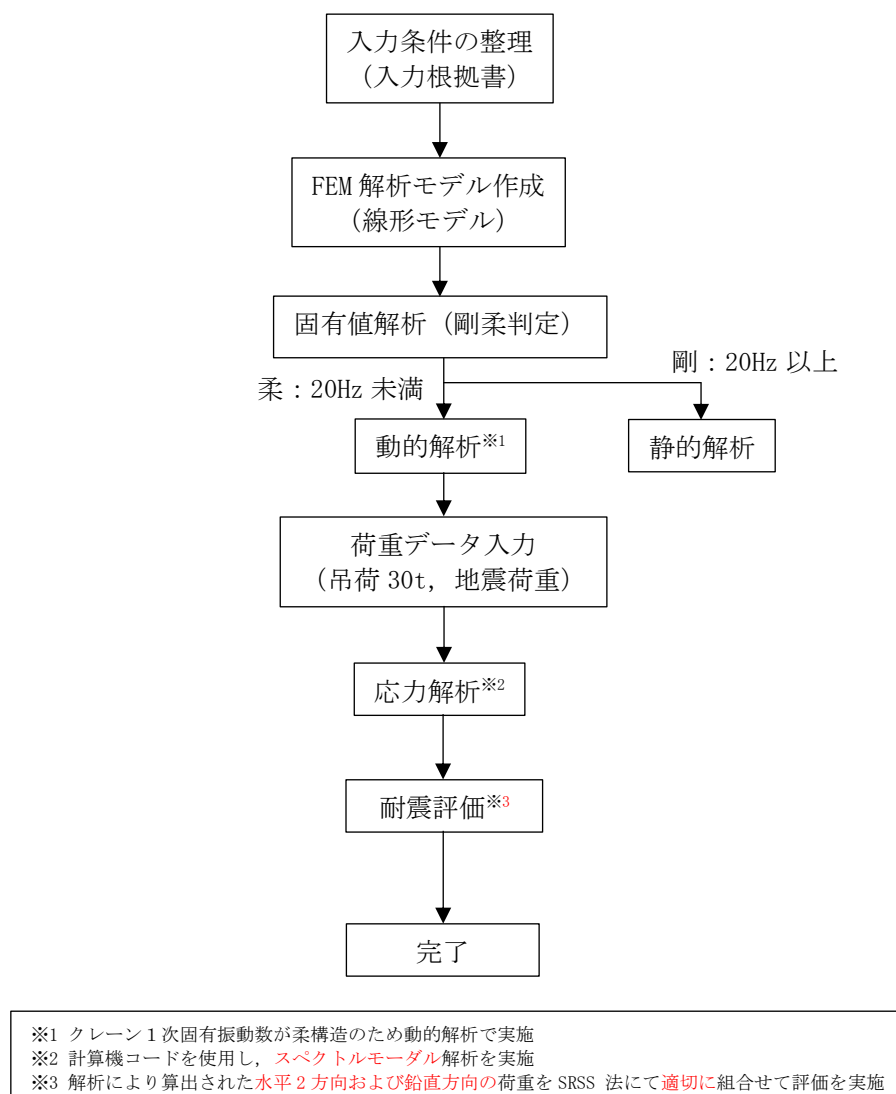 入力条件の整理
(入力根拠書)
FEM 解析モデル作成
(線形モデル)
固有値解析(剛柔判定)
剛:20Hz 以上
柔:20Hz 未満
動的解析※1
静的解析
荷重データ入力
(吊荷 30t, 地震荷重)
応力解析※2
耐震評価※3
完了
※1 クレーン1次固有振動数が柔構造のため動的解析で実施
※2 計算機コードを使用し,スペクトルモーダル解析を実施
※3 解析により算出された水平2方向および鉛直方向の荷重を SRSS 法にて適切に組合せて評価を実施